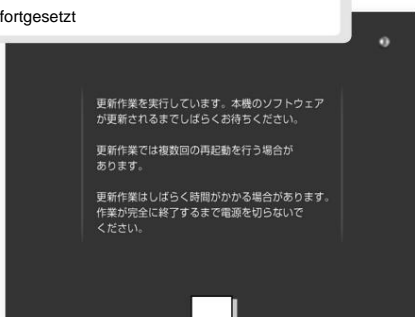 fortgesetzt
更新作業を実行しています。本機のソフトウェア
が更新されるまでしばらくお待ちください。
更新作業では複数回の再起動を行う場合が
あります。
更新作業はしばらく時間がかかる場合があります。
作業が完全に終了するまで電源を切らないで
ください。